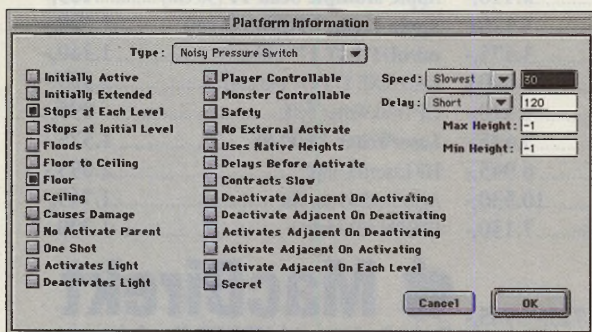 Platform Information
Type: Noisy Pressure Switch
Initially Active
Initially Extended
Stops at Each Level
Stops at Initial Level
Floods
Floor to Ceiling
Floor
Ceiling
Causes Damage
No Activate Parent
One Shot
Activates Light
Deactivates Light
Player Controllable
Monster Controllable
Safety
No External Activate
Uses Native Heights
Delays Before Activate
Contracts Slow
Deactivate Adjacent On Activating
Deactivate Adjacent On Deactivating
Activates Adjacent On Deactivating
Activate Adjacent On Activating
Activate Adjacent On Each Level
Secret
Speed: Slowest 30
Delay: Short 120
Max Height: -1
Min Height: -1
Cancel OK